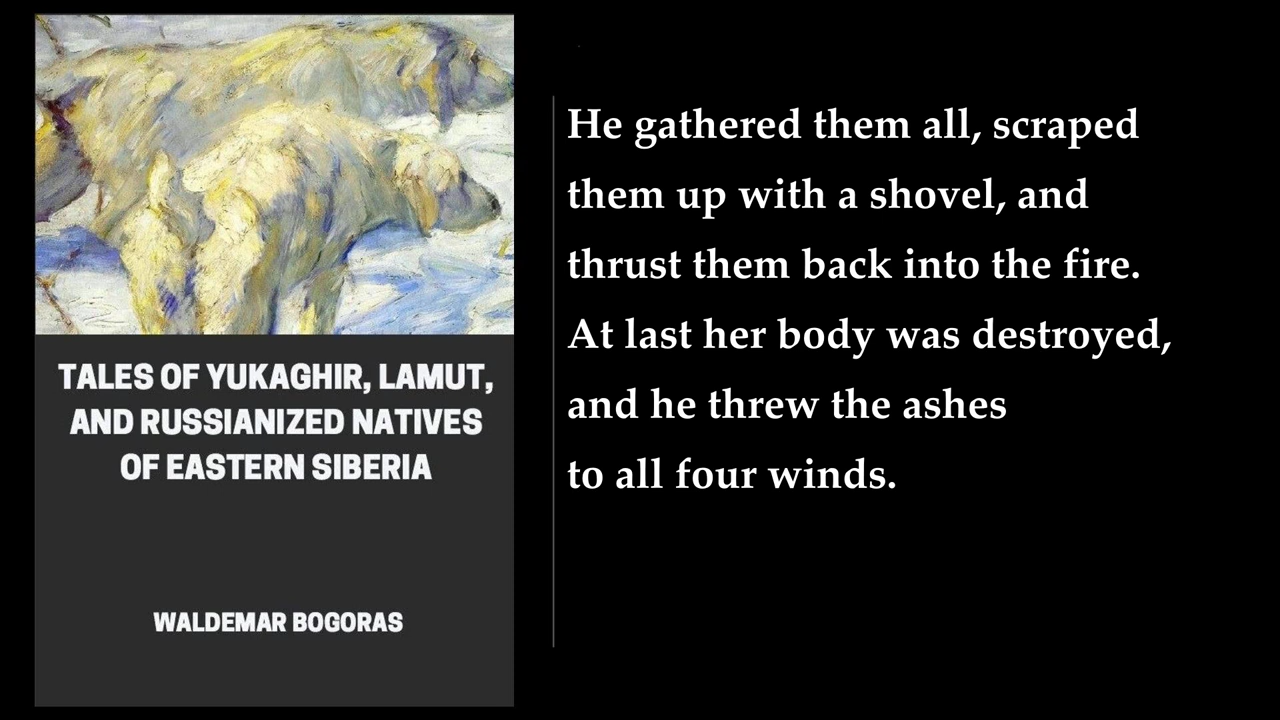 TALES OF YUKAGHIR, LAMUT,
AND RUSSIANIZED NATIVES
OF EASTERN SIBERIA
WALDEMAR BOGORAS
He gathered them all, scraped
them up with a shovel, and
thrust them back into the fire.
At last her body was destroyed,
and he threw the ashes
to all four winds.